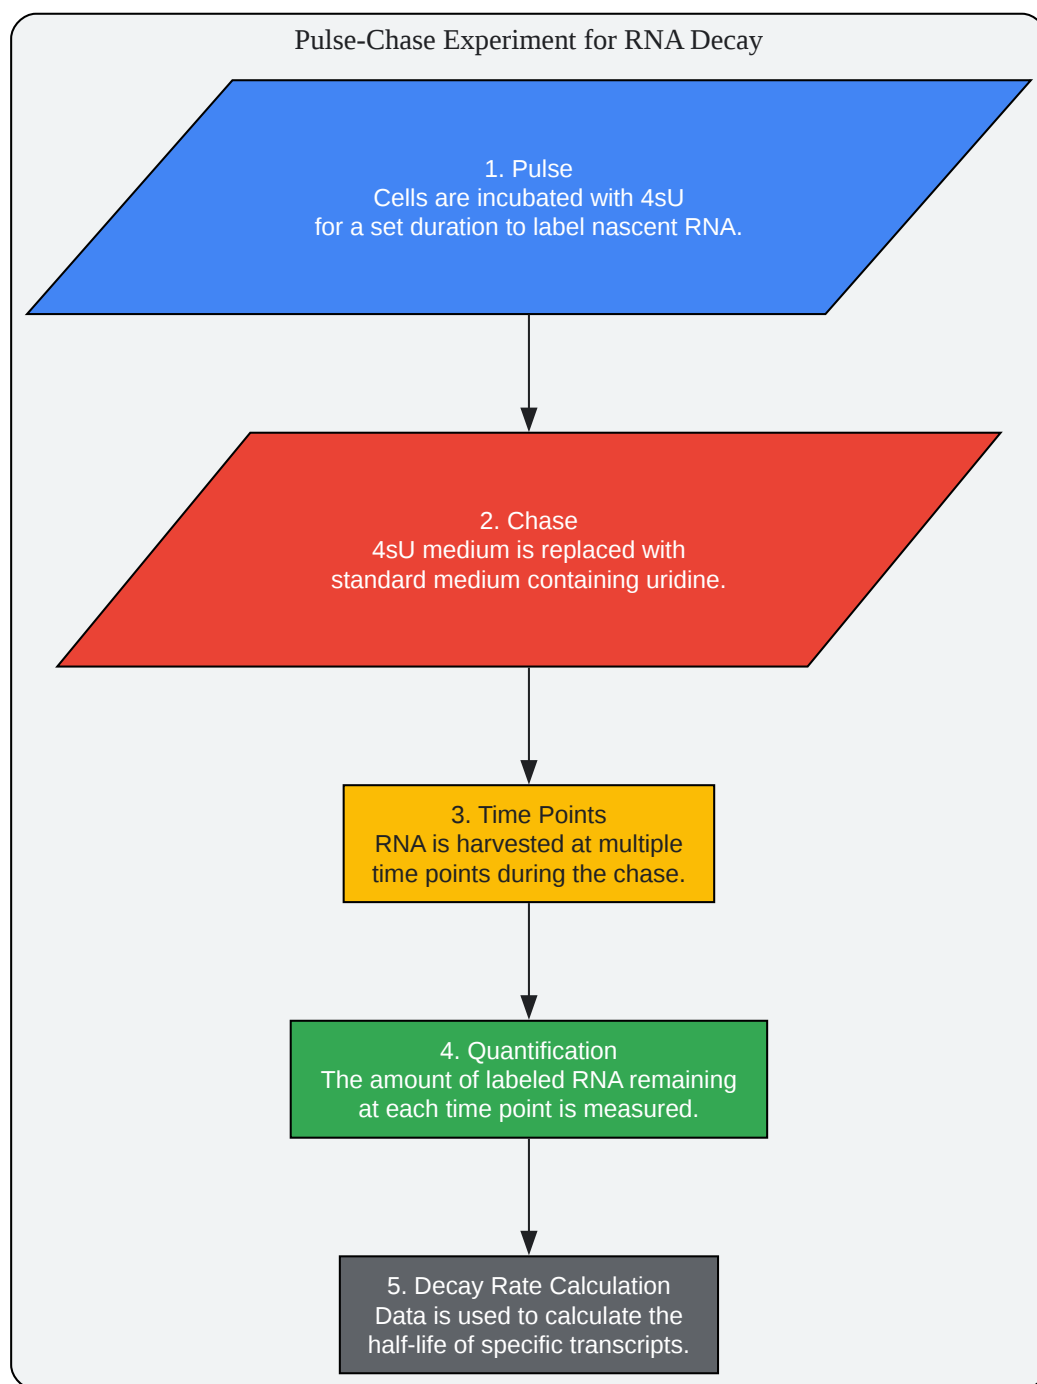 Pulse-Chase Experiment for RNA Decay
1. Pulse
Cells are incubated with 4sU
for a set duration to label nascent RNA.
2. Chase
4sU medium is replaced with
standard medium containing uridine.
3. Time Points
RNA is harvested at multiple
time points during the chase.
4. Quantification
The amount of labeled RNA remaining
at each time point is measured.
5. Decay Rate Calculation
Data is used to calculate the
half-life of specific transcripts.